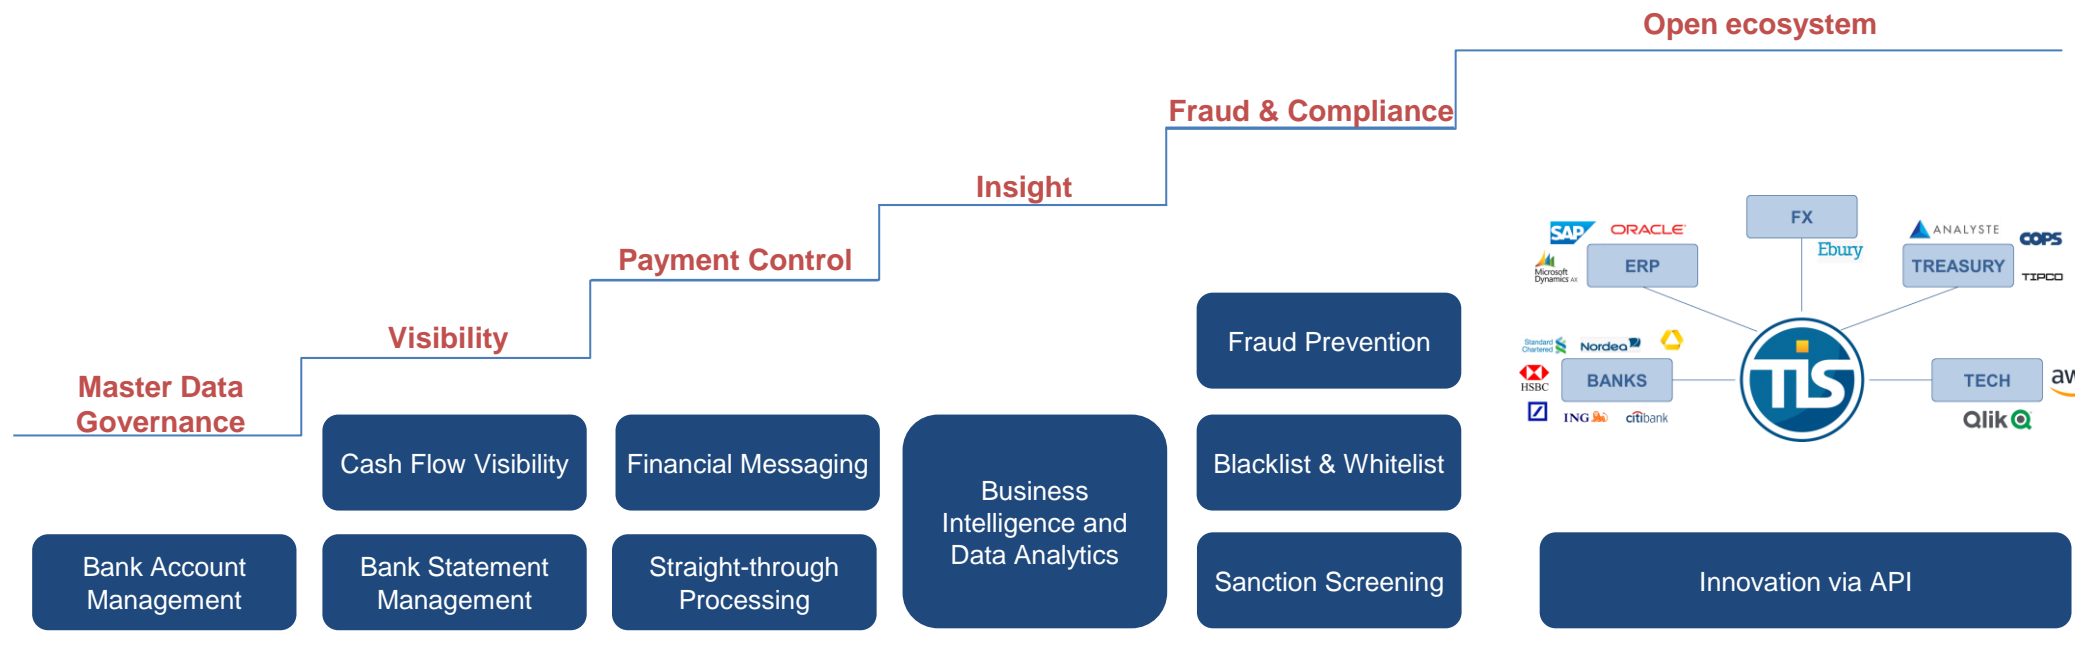 Open ecosystem
Fraud & Compliance
Insight
Payment Control
Visibility
Master Data
Governance
Bank Account
Management
Cash Flow Visibility
Bank Statement
Management
Financial Messaging
Straight-through
Processing
Business
Intelligence and
Data Analytics
Fraud Prevention
Blacklist & Whitelist
Sanction Screening
FX
Ebury
SAP
ORACLE
Microsoft
Dynamics AX
ERP
ANALYSTE
COPS
TREASURY
TIPCO
Standard
Chartered
Nordea
HSBC
BANKS
ING
citibank
TIS
TECH
aw
Qlik
Innovation via API